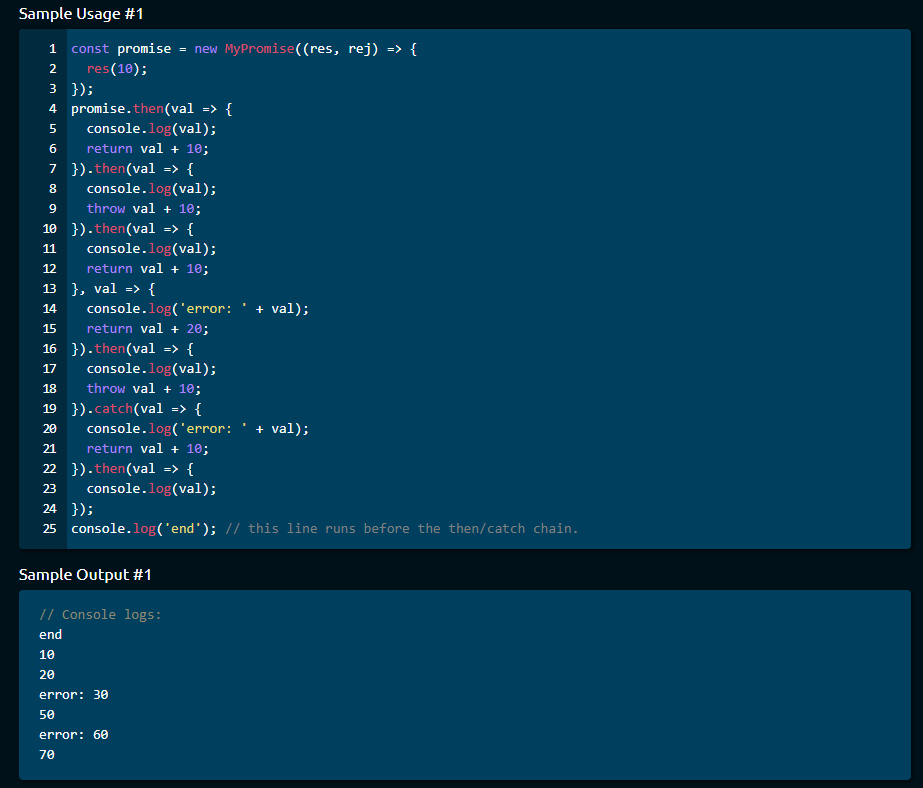 Sample Usage #1
1 const promise = new MyPromise((res, rej) => {
2   res(10);
3 });
4 promise.then(val => {
5   console.log(val);
6   return val + 10;
7 }).then(val => {
8   console.log(val);
9   throw val + 10;
10 }).then(val => {
11   console.log(val);
12   return val + 10;
13 }, val => {
14   console.log('error: ' + val);
15   return val + 20;
16 }).then(val => {
17   console.log(val);
18   throw val + 10;
19 }).catch(val => {
20   console.log('error: ' + val);
21   return val + 10;
22 }).then(val => {
23   console.log(val);
24 });
25 console.log('end'); // this line runs before the then/catch chain.
Sample Output #1
// Console logs:
end
10
20
error: 30
50
error: 60
70